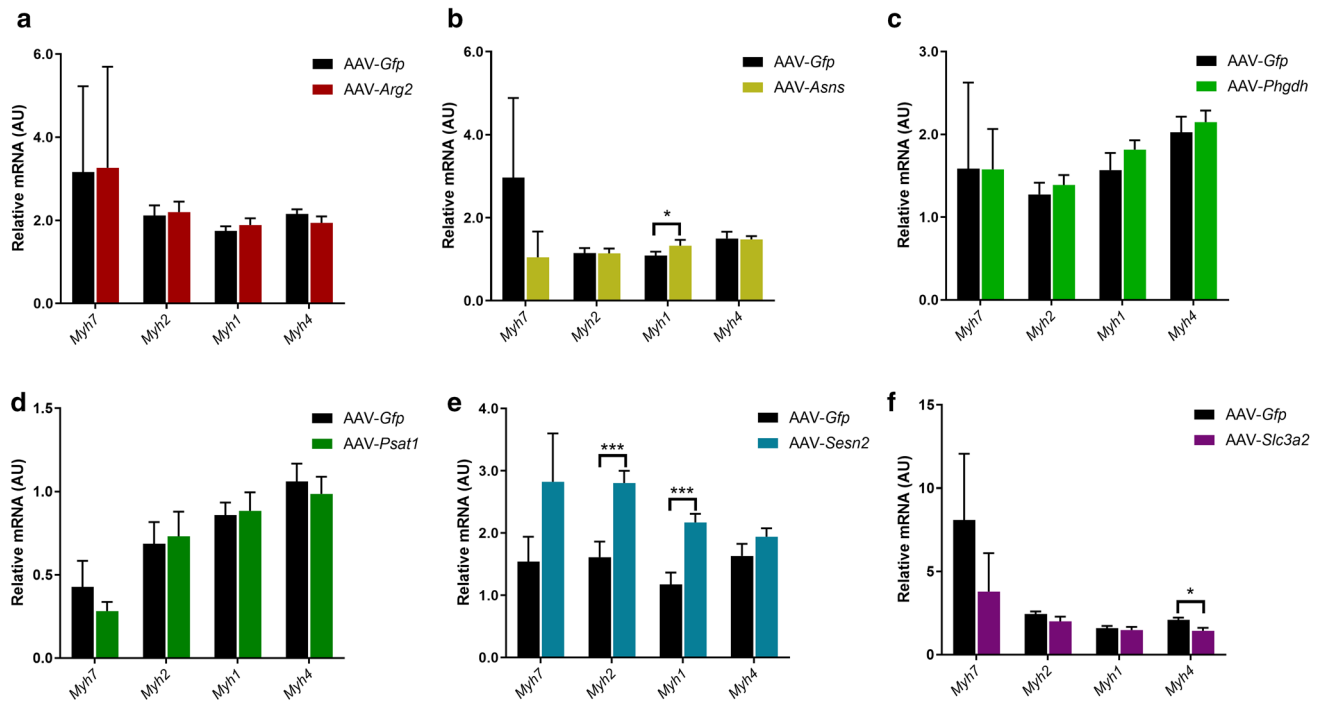 a
6.0
4.0
2.0
0.0
Relative mRNA (AU)
AAV-Gfp
AAV-Arg2
Myh7
Myh2
Myh1
Myh4
b
6.0
4.0
2.0
0.0
Relative mRNA (AU)
AAV-Gfp
AAV-Asns
*
Myh7
Myh2
Myh1
Myh4
c
3.0
2.0
1.0
0.0
Relative mRNA (AU)
AAV-Gfp
AAV-Phgdh
Myh7
Myh2
Myh1
Myh4
d
1.5
1.0
0.5
0.0
Relative mRNA (AU)
AAV-Gfp
AAV-Psat1
Myh7
Myh2
Myh1
Myh4
e
4.0
3.0
2.0
1.0
0.0
Relative mRNA (AU)
AAV-Gfp
AAV-Sesn2
***
***
Myh7
Myh2
Myh1
Myh4
f
15
10
5
0
Relative mRNA (AU)
AAV-Gfp
AAV-Slc3a2
*
Myh7
Myh2
Myh1
Myh4